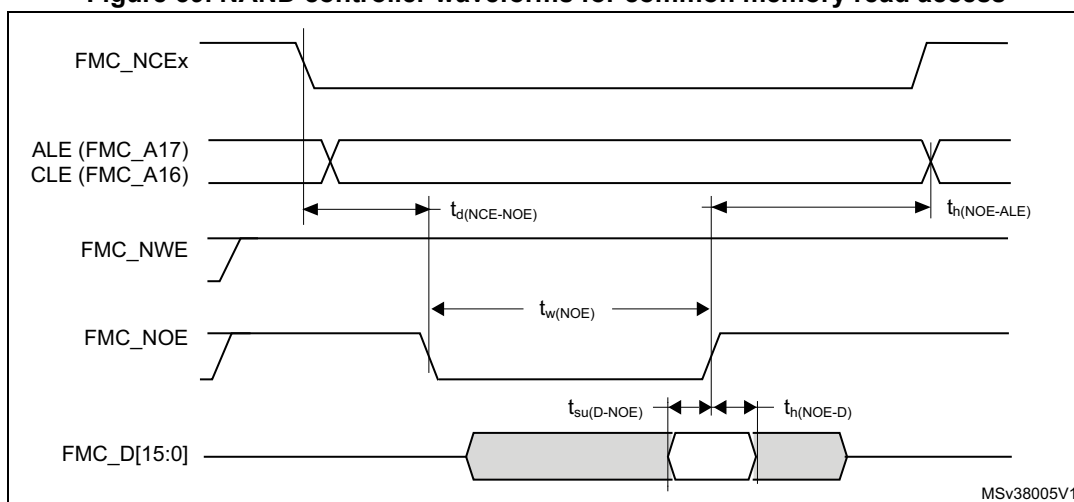 Figure 60. NAND controller waveforms for common memory read access
FMC_NCEx
ALE (FMC_A17)
CLE (FMC_A16)
td(NCE-NOE)
th(NOE-ALE)
FMC_NWE
tw(NOE)
FMC_NOE
tsu(D-NOE)
th(NOE-D)
FMC_D[15:0]
MSv38005V1